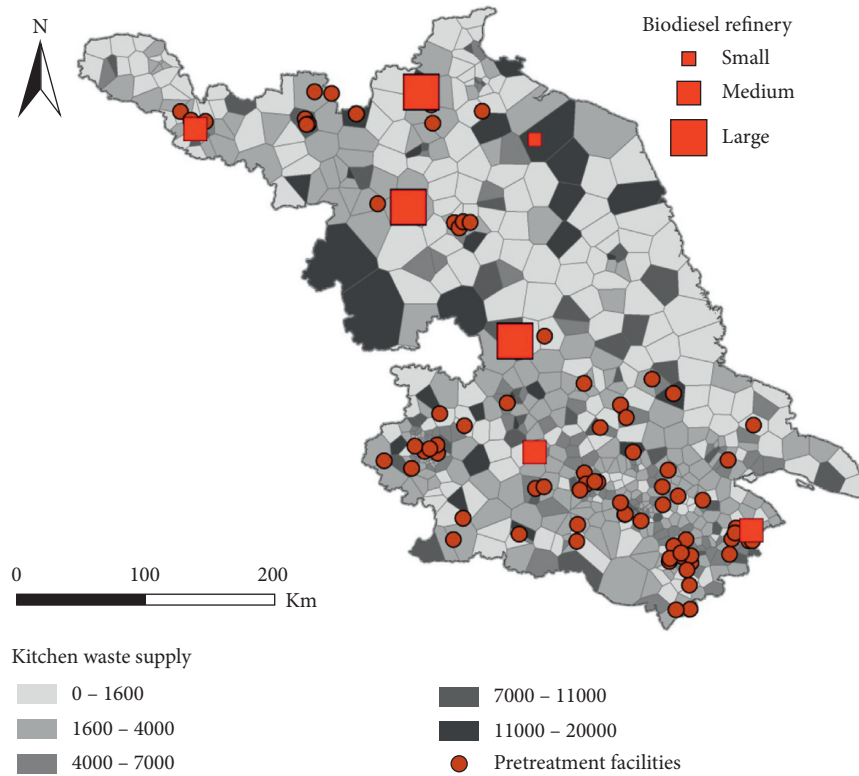 N
Biodiesel refinery
Small
Medium
Large
0 100 200
Km
Kitchen waste supply
0 – 1600
1600 – 4000
4000 – 7000
7000 – 11000
11000 – 20000
Pretreatment facilities